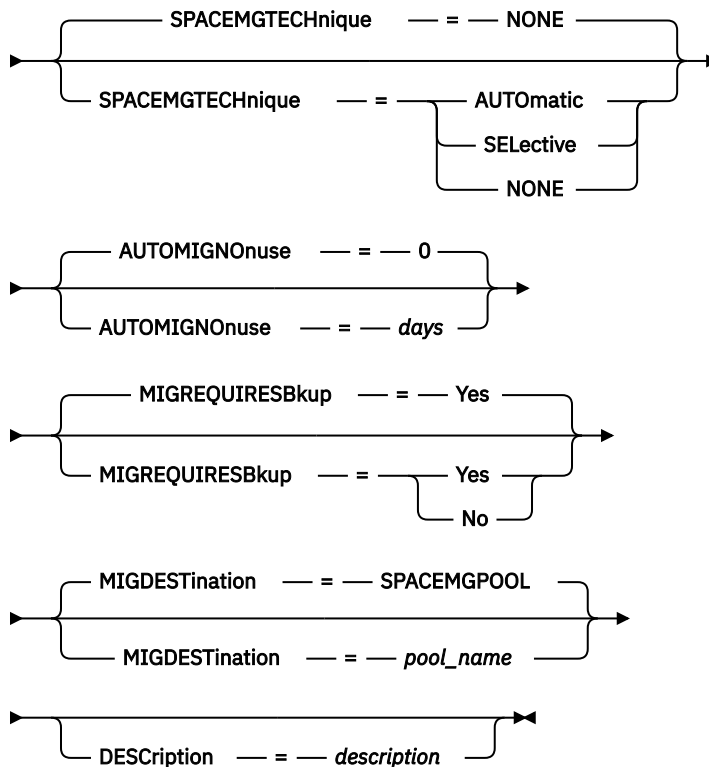 SPACEMGTECHnique = NONE
SPACEMGTECHnique = AUTOmatic
SELective
NONE
AUTOMIGNOnuse = 0
AUTOMIGNOnuse = days
MIGREQUIRESBkup = Yes
MIGREQUIRESBkup = Yes
No
MIGDESTination = SPACEMGPOOL
MIGDESTination = pool_name
DESCription = description